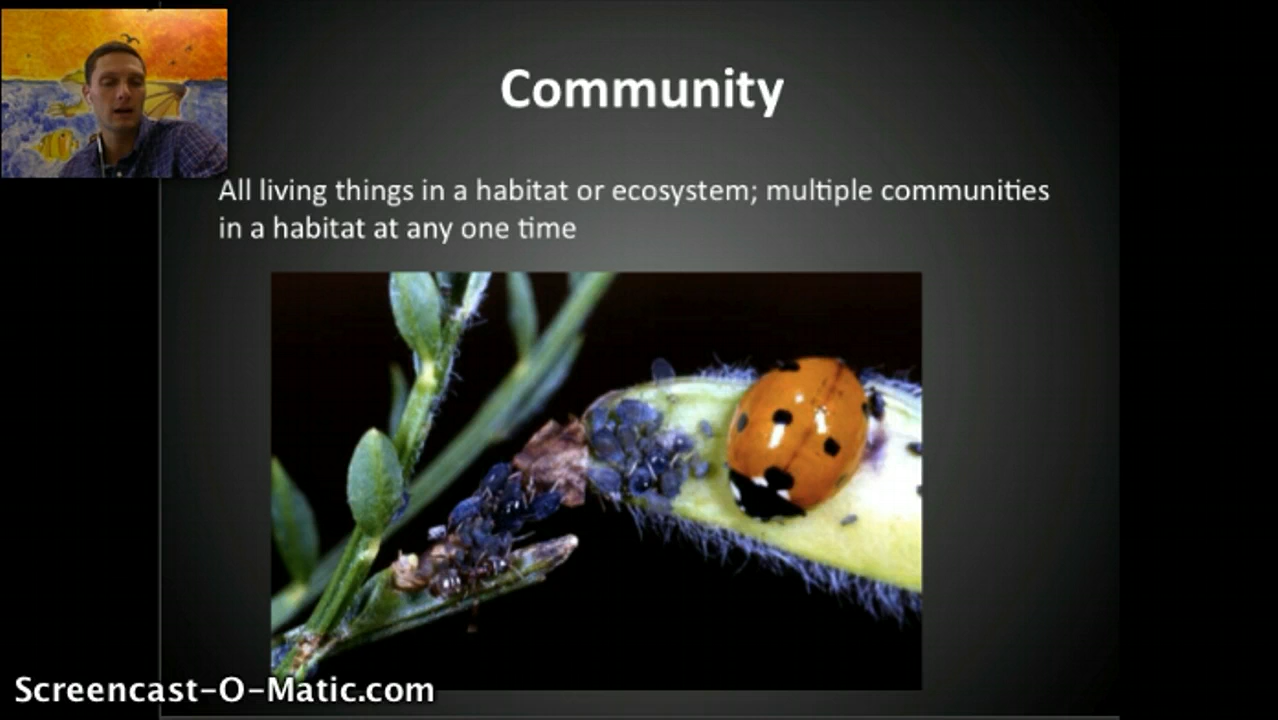 Community
All living things in a habitat or ecosystem; multiple communities
in a habitat at any one time
Screencast-O-Matic.com